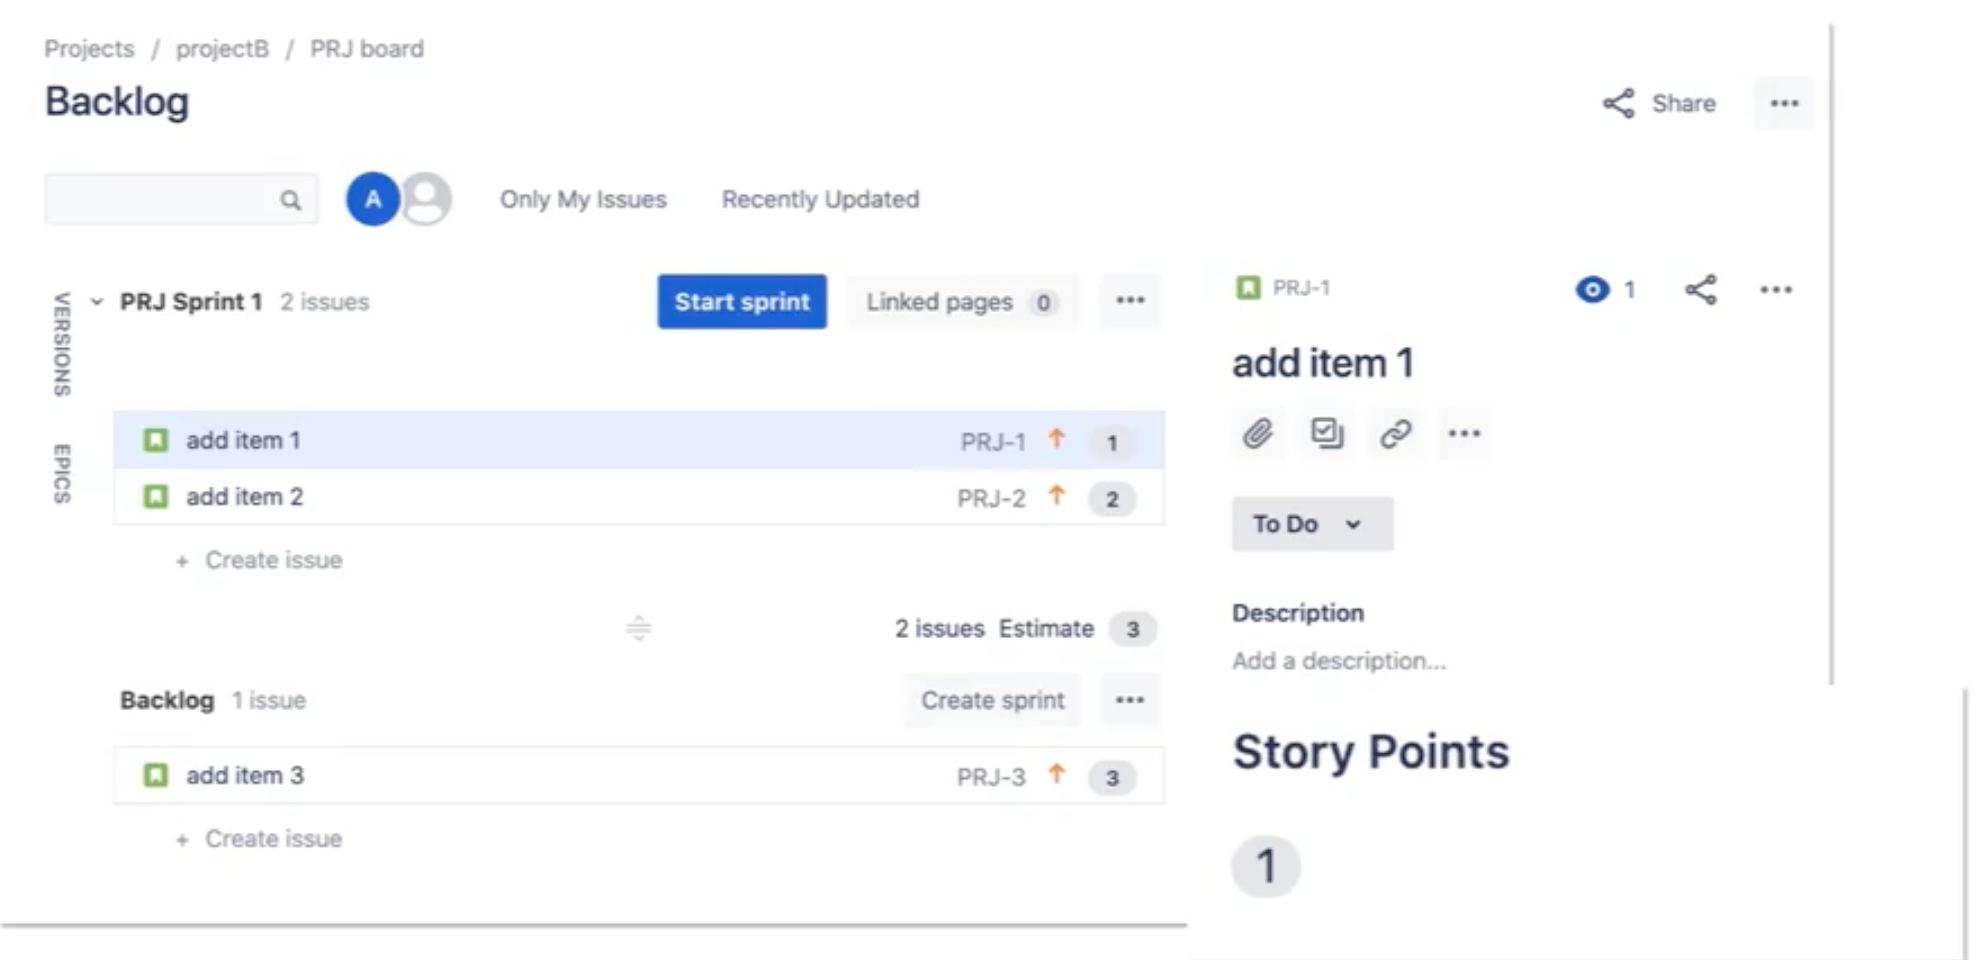 Projects / projectB / PRJ board
Backlog
Share
A
Only My Issues
Recently Updated
VERSIONS
EPICS
PRJ Sprint 1 2 issues
Start sprint
Linked pages 0
add item 1 PRJ-1 1
add item 2 PRJ-2 2
+ Create issue
2 issues Estimate 3
Backlog 1 issue
Create sprint
add item 3 PRJ-3 3
+ Create issue
PRJ-1
1
add item 1
To Do
Description
Add a description...
Story Points
1